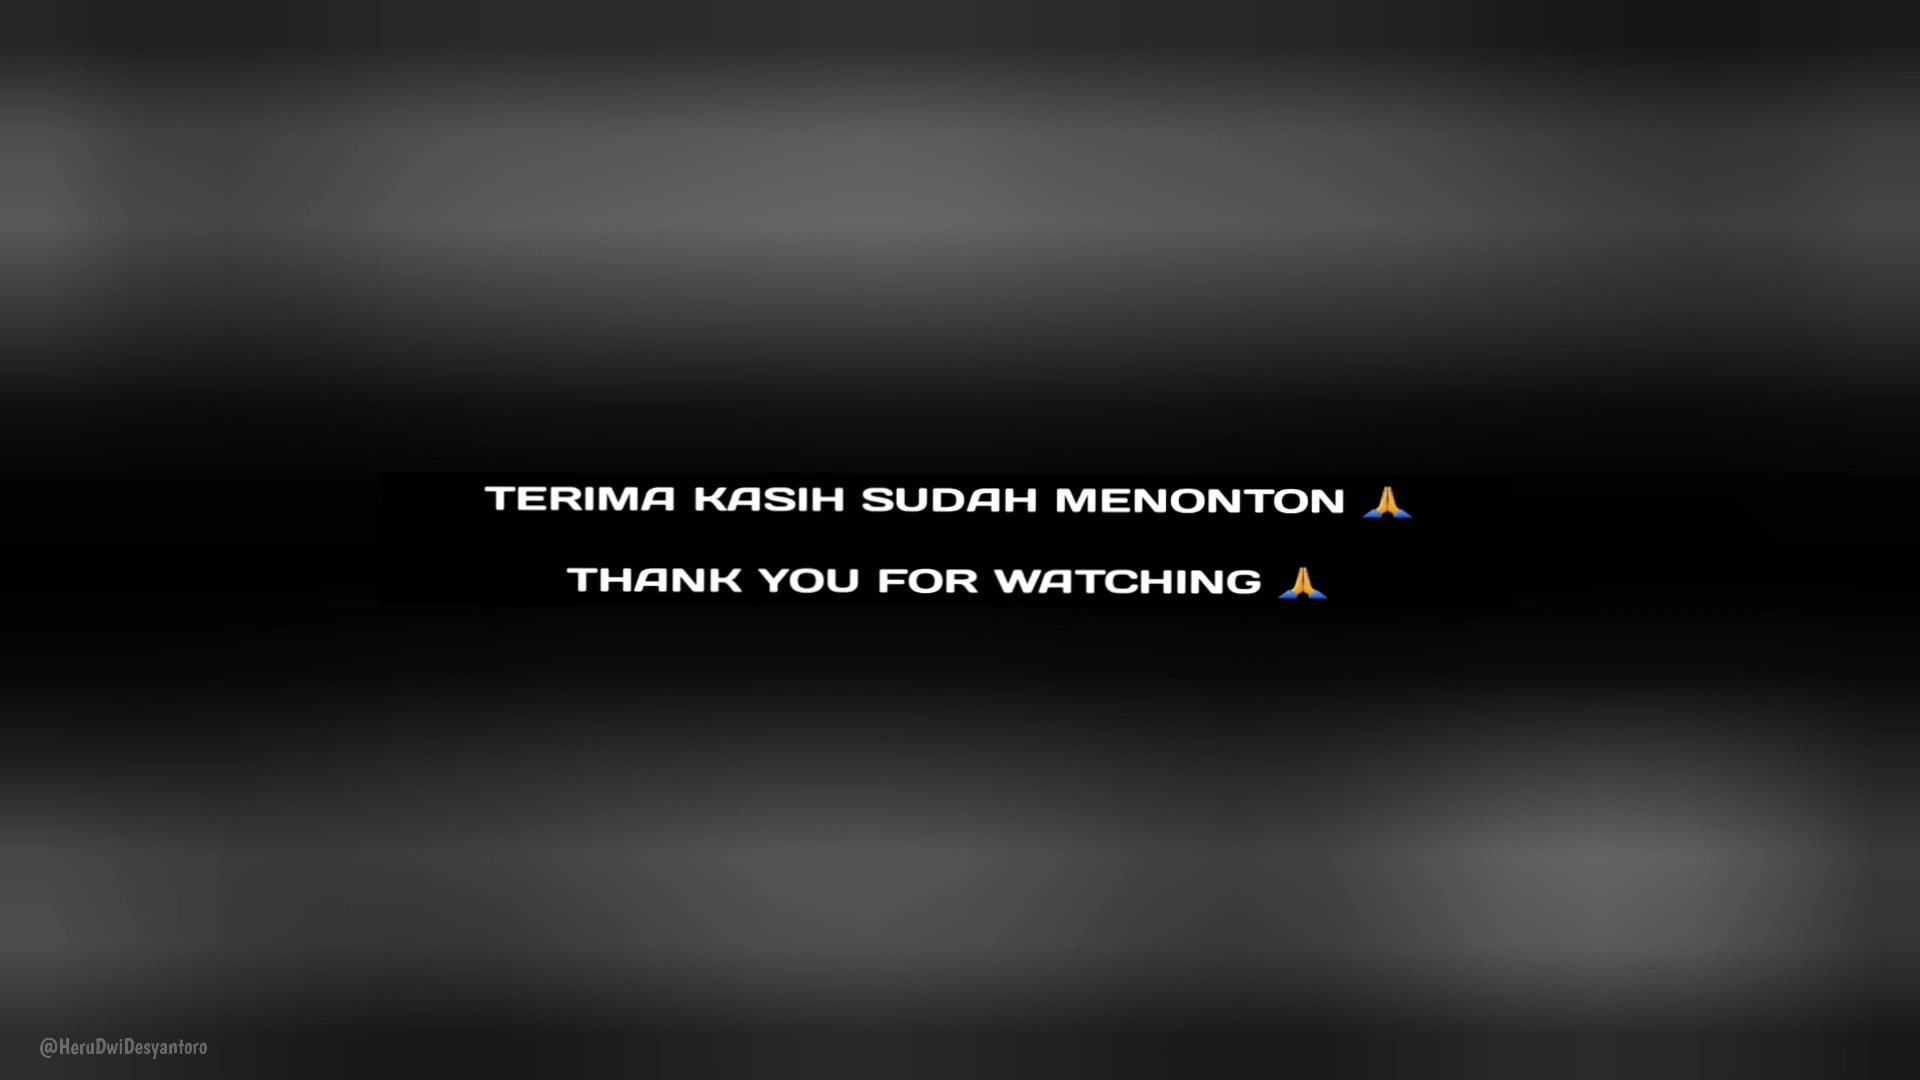 TERIMA KASIH SUDAH MENONTON 🙏
THANK YOU FOR WATCHING 🙏
@HeruDwiDesyantoro